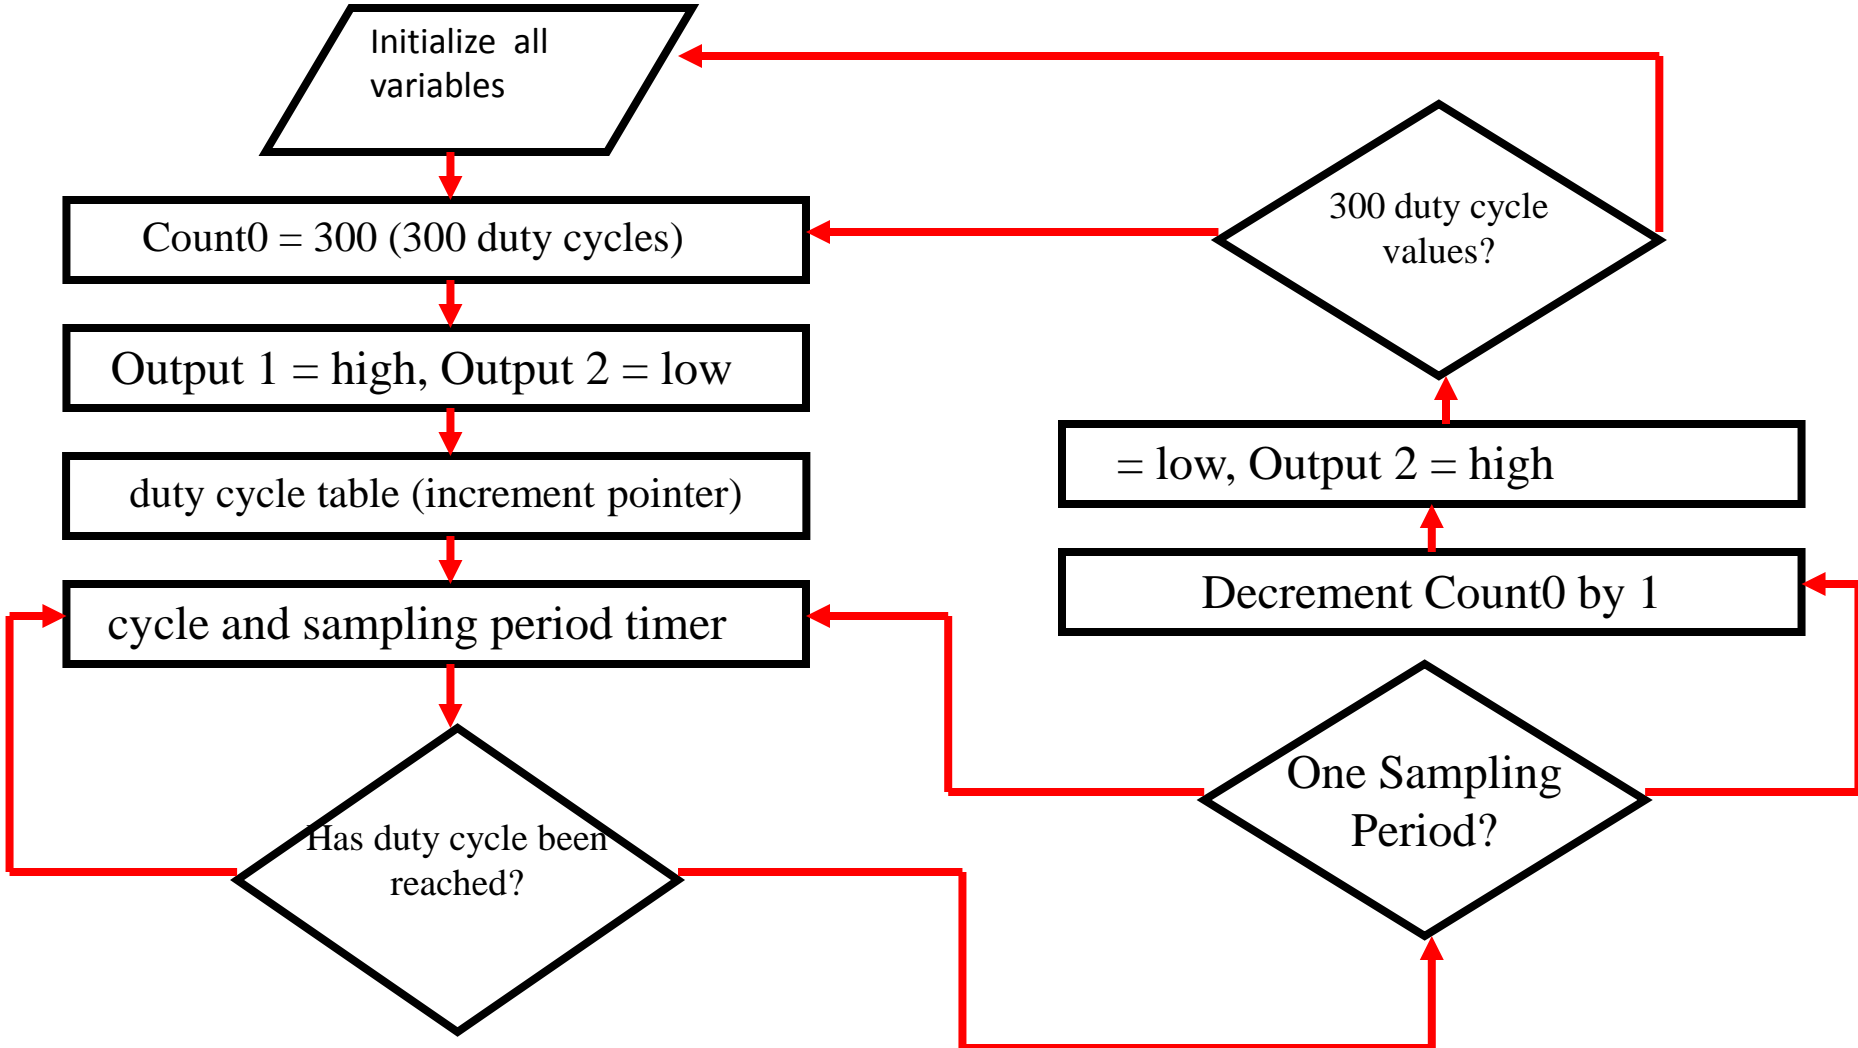 Initialize all
variables
Count0 = 300 (300 duty cycles)
Output 1 = high, Output 2 = low
duty cycle table (increment pointer)
cycle and sampling period timer
Has duty cycle been
reached?
One Sampling
Period?
Decrement Count0 by 1
= low, Output 2 = high
300 duty cycle
values?